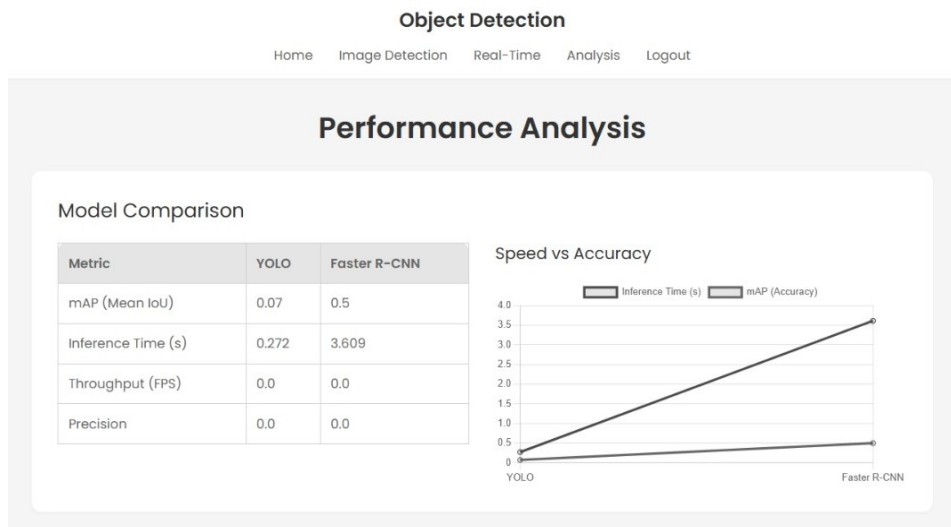 Object Detection
Home Image Detection Real-Time Analysis Logout
Performance Analysis
Model Comparison
Metric YOLO Faster R-CNN
mAP (Mean IoU) 0.07 0.5
Inference Time (s) 0.272 3.609
Throughput (FPS) 0.0 0.0
Precision 0.0 0.0
Speed vs Accuracy
Inference Time (s) mAP (Accuracy)
4.0
3.5
3.0
2.5
2.0
1.5
1.0
0.5
0
YOLO Faster R-CNN